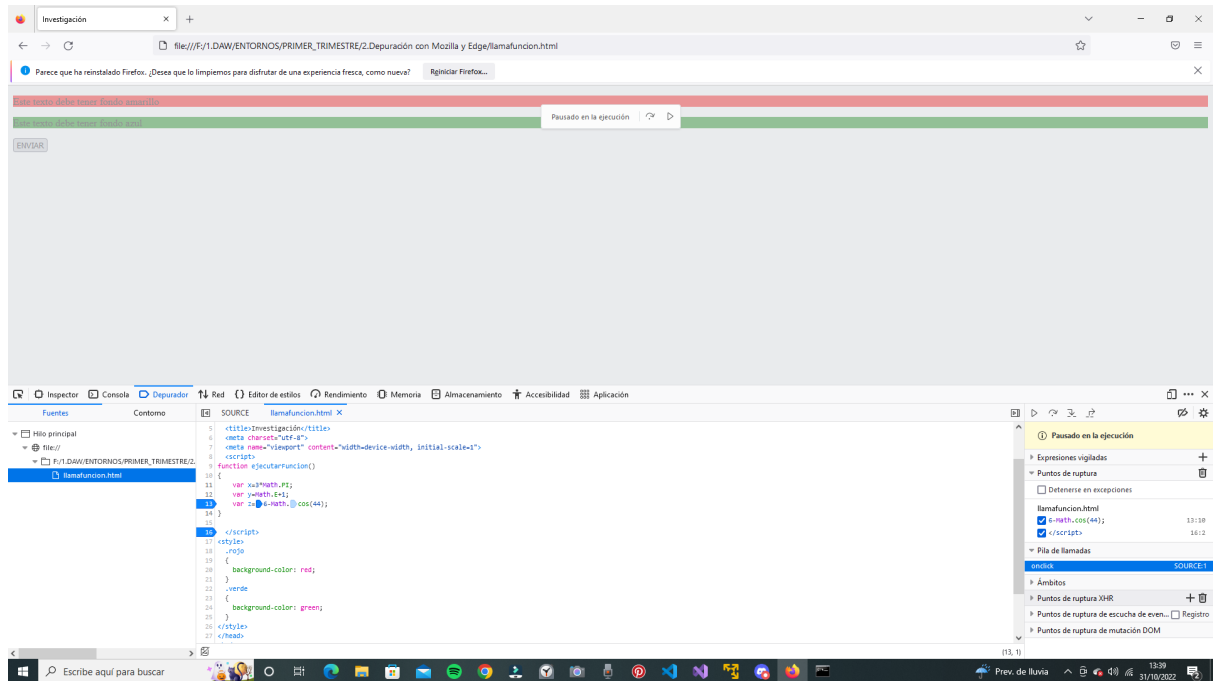 Investigación
file:///F:/1.DAW/ENTORNOS/PRIMER_TRIMESTRE/2.Depuración con Mozilla y Edge/llamafuncion.html
Parece que ha reinstalado Firefox. ¿Desea que lo limpiemos para disfrutar de una experiencia fresca, como nueva? Reiniciar Firefox...
Este texto debe tener fondo amarillo
Pausado en la ejecución
Este texto debe tener fondo azul
ENVIAR
Inspector Consola Depurador Red Editor de estilos Rendimiento Memoria Almacenamiento Accesibilidad Aplicación
Fuentes Contorno SOURCE llamafuncion.html
Hilo principal
file://
F:/1.DAW/ENTORNOS/PRIMER_TRIMESTRE/2.
llamafuncion.html
5 <title>Investigación</title>
6 <meta charset="utf-8">
7 <meta name="viewport" content="width=device-width, initial-scale=1">
8 <script>
9 function ejecutarFuncion()
10 {
11 var x=3*Math.PI;
12 var y=Math.E+1;
13 var z=6-Math.cos(44);
14 }
15
16 </script>
17 <style>
18 .rojo
19 {
20 background-color: red;
21 }
22 .verde
23 {
24 background-color: green;
25 }
26 </style>
27 </head>
(13, 1)
Pausado en la ejecución
Expresiones vigiladas
Puntos de ruptura
Detenerse en excepciones
llamafuncion.html
6-Math.cos(44); 13:10
</script> 16:2
Pila de llamadas
onclick SOURCE:1
Ámbitos
Puntos de ruptura XHR
Puntos de ruptura de escucha de even... Registro
Puntos de ruptura de mutación DOM
Escribe aquí para buscar
Prev. de lluvia
13:39
31/10/2022